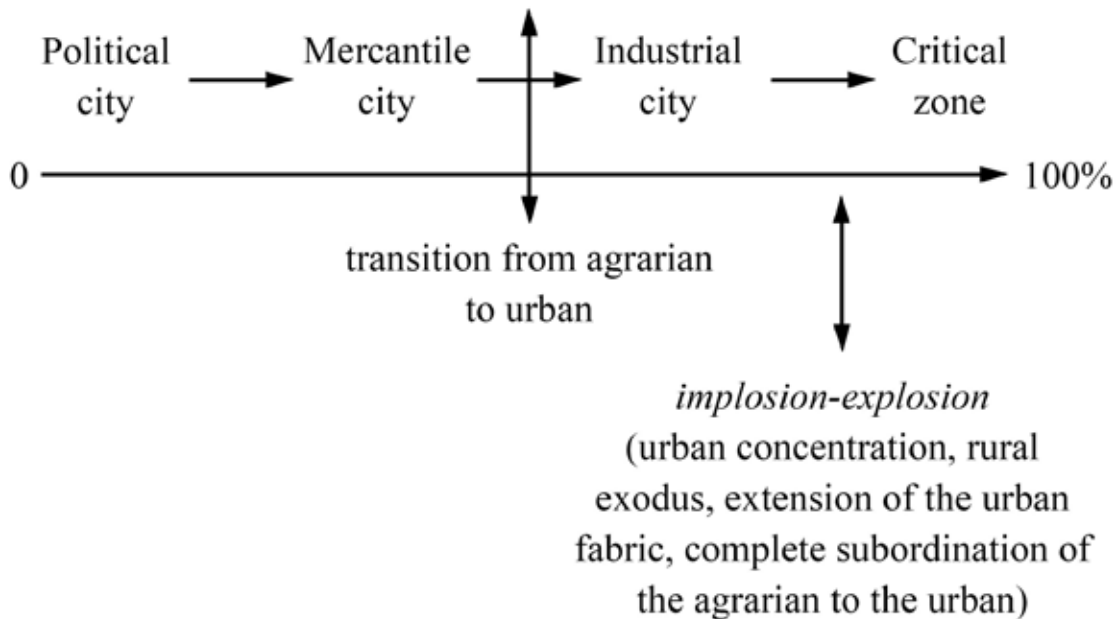 Political
city
Mercantile
city
Industrial
city
Critical
zone
0
100%
transition from agrarian
to urban
implosion-explosion
(urban concentration, rural
exodus, extension of the urban
fabric, complete subordination of
the agrarian to the urban)